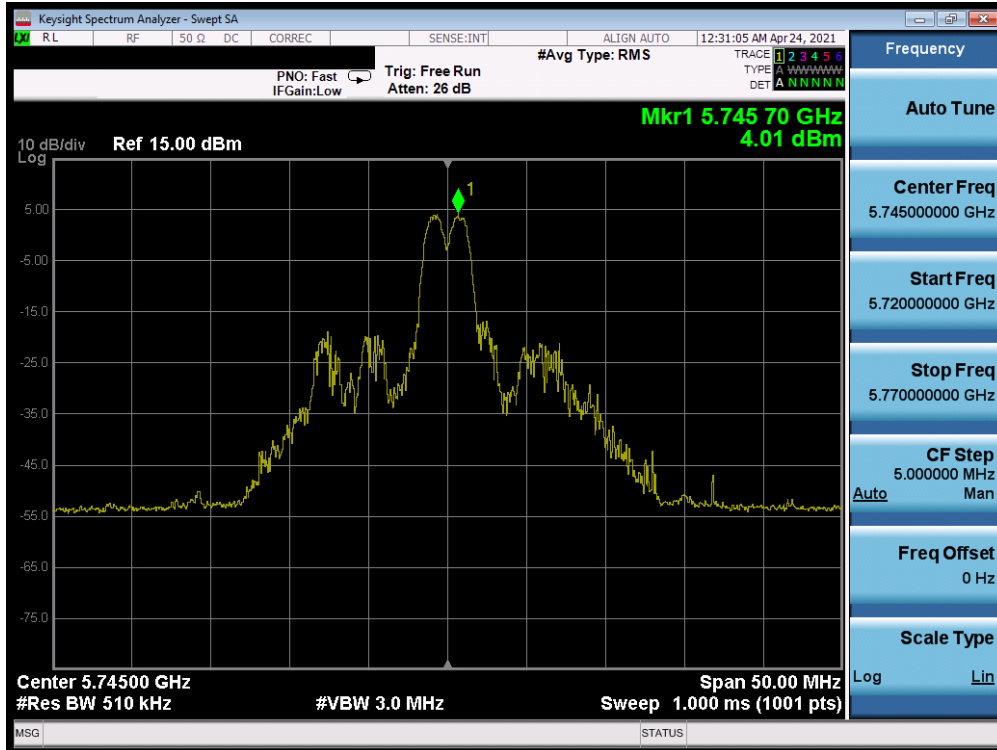 Keysight Spectrum Analyzer - Swept SA
LXI RL RF 50 Ω DC CORREC SENSE:INT ALIGN AUTO 12:31:05 AM Apr 24, 2021
#Avg Type: RMS
TRACE 1 2 3 4 5 6
PNO: Fast Trig: Free Run
TYPE A WWWWW
IFGain:Low Atten: 26 dB
DET A N N N N N
Mkr1 5.745 70 GHz
4.01 dBm
10 dB/div Ref 15.00 dBm
Log
1
5.00
-5.00
-15.0
-25.0
-35.0
-45.0
-55.0
-65.0
-75.0
Center 5.74500 GHz Span 50.00 MHz
#Res BW 510 kHz #VBW 3.0 MHz Sweep 1.000 ms (1001 pts)
MSG STATUS
Frequency
Auto Tune
Center Freq
5.745000000 GHz
Start Freq
5.720000000 GHz
Stop Freq
5.770000000 GHz
CF Step
5.000000 MHz
Auto Man
Freq Offset
0 Hz
Scale Type
Log Lin